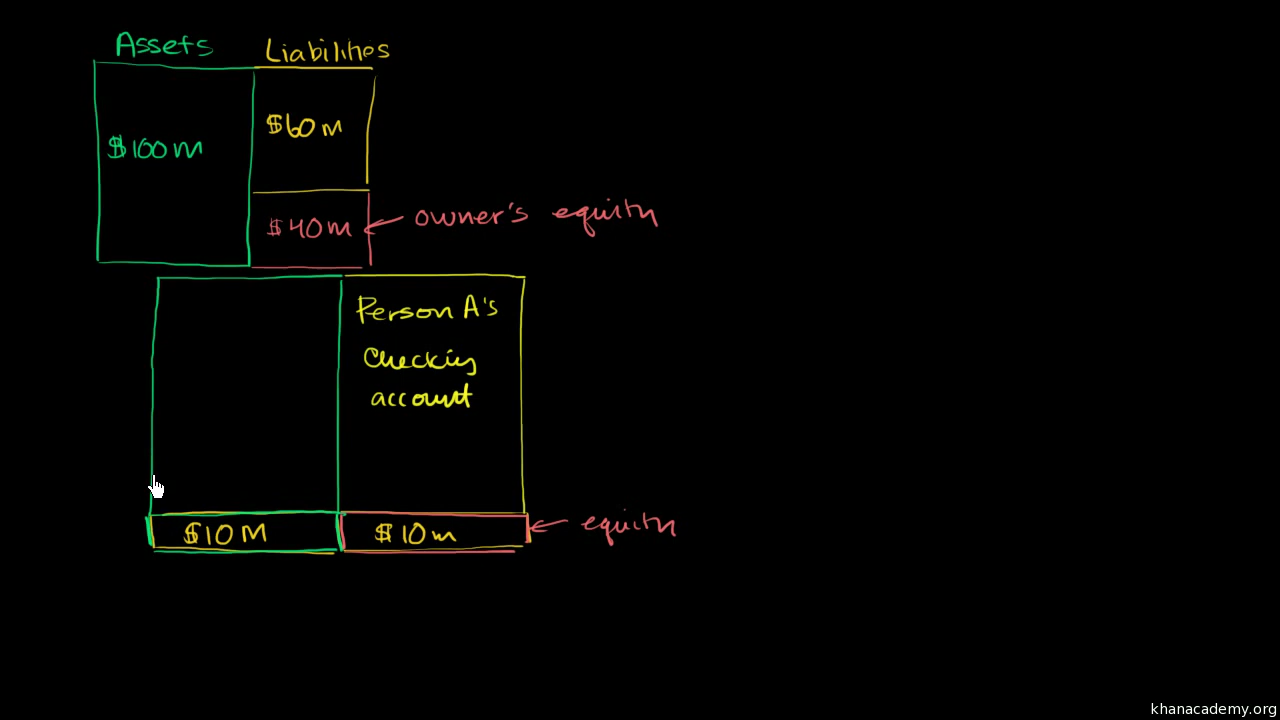 Assets Liabilities
$100M $60M
$40M ← owner's equity
Person A's
Checking
account
$10M $10m ← equity
khanacademy.org